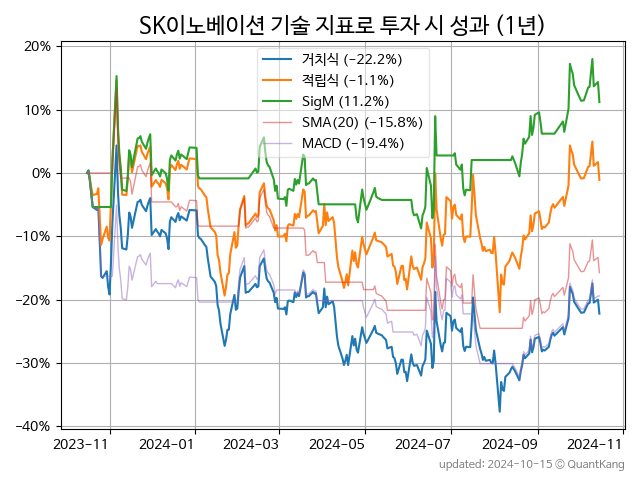 SK이노베이션 기술 지표로 투자 시 성과 (1년)
거치식 (−22.2%)
적립식 (−1.1%)
SigM (11.2%)
SMA(20) (−15.8%)
MACD (−19.4%)
20%
10%
0%
−10%
−20%
−30%
−40%
2023-11 2024-01 2024-03 2024-05 2024-07 2024-09 2024-11
updated: 2024-10-15 © QuantKang